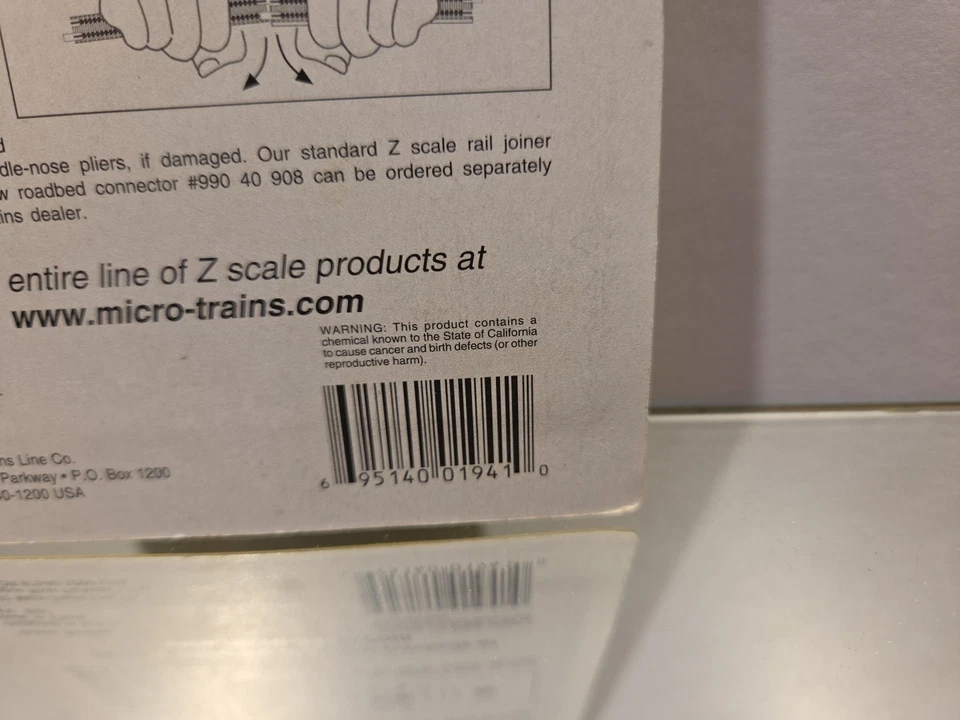 d
dle-nose pliers, if damaged. Our standard Z scale rail joiner
w roadbed connector #990 40 908 can be ordered separately
ins dealer.
entire line of Z scale products at
www.micro-trains.com
WARNING: This product contains a
chemical known to the State of California
to cause cancer and birth defects (or other
reproductive harm).
6 95140 01941 0
ns Line Co.
Parkway • P.O. Box 1200
0-1200 USA